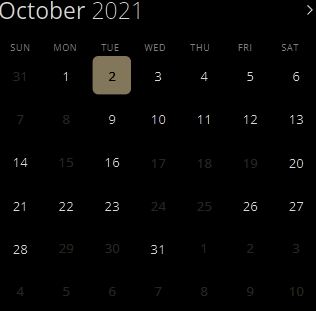 October 2021
SUN MON TUE WED THU FRI SAT
31 1 2 3 4 5 6
7 8 9 10 11 12 13
14 15 16 17 18 19 20
21 22 23 24 25 26 27
28 29 30 31 1 2 3
4 5 6 7 8 9 10